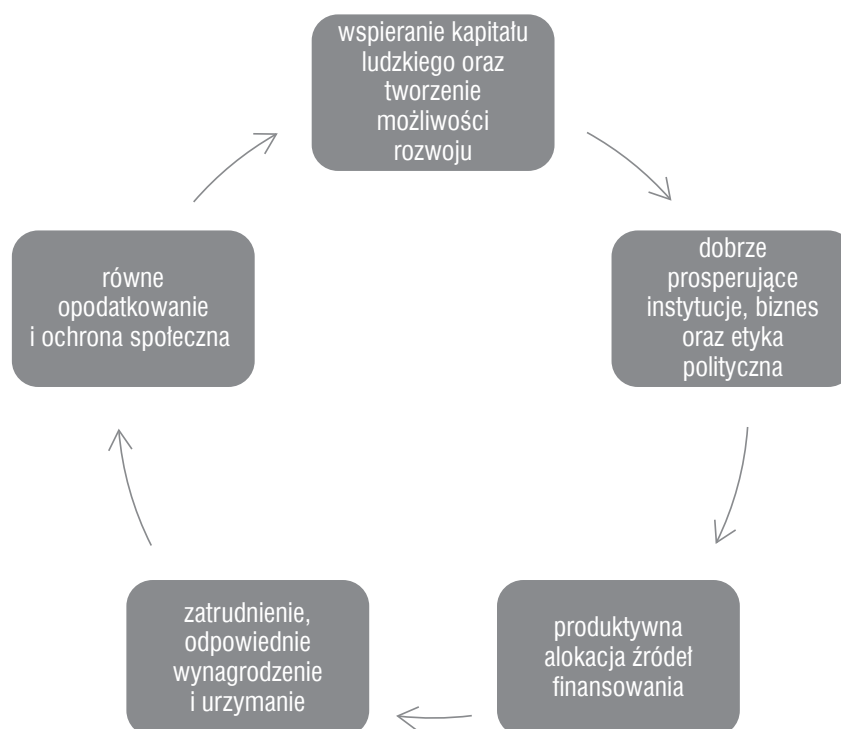 wspieranie kapitału
ludzkiego oraz
tworzenie
możliwości
rozwoju
dobrze
prosperujące
instytucje, biznes
oraz etyka
polityczna
produktywna
alokacja źródeł
finansowania
zatrudnienie,
odpowiednie
wynagrodzenie
i urzymanie
równe
opodatkowanie
i ochrona społeczna